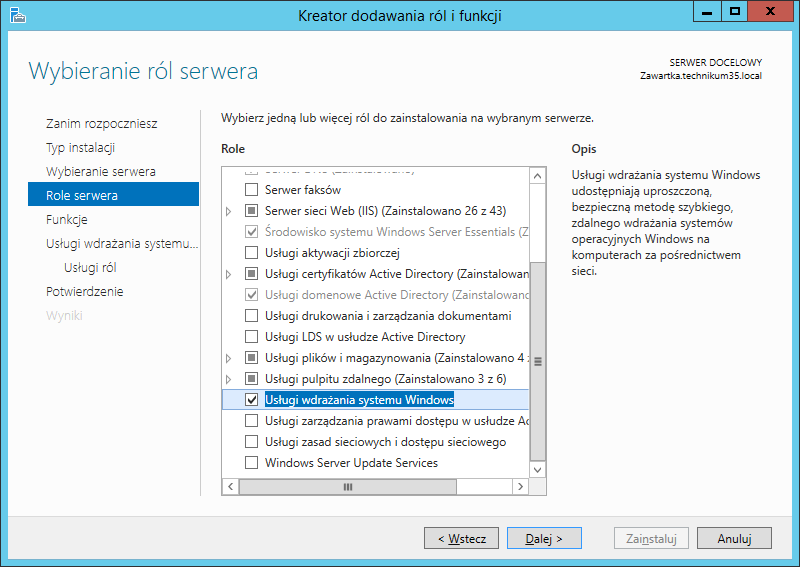 Kreator dodawania ról i funkcji
Wybieranie ról serwera
SERWER DOCELOWY
Zawartka.technikum35.local
Zanim rozpoczniesz
Typ instalacji
Wybieranie serwera
Role serwera
Funkcje
Usługi wdrażania systemu...
Usługi ról
Potwierdzenie
Wyniki
Wybierz jedną lub więcej ról do zainstalowania na wybranym serwerze.
Role
Serwer faksów
Serwer sieci Web (IIS) (Zainstalowano 26 z 43)
Środowisko systemu Windows Server Essentials (Z
Usługi aktywacji zbiorczej
Usługi certyfikatów Active Directory (Zainstalowan
Usługi domenowe Active Directory (Zainstalowano
Usługi drukowania i zarządzania dokumentami
Usługi LDS w usłudze Active Directory
Usługi plików i magazynowania (Zainstalowano 4 z
Usługi pulpitu zdalnego (Zainstalowano 3 z 6)
Usługi wdrażania systemu Windows
Usługi zarządzania prawami dostępu w usłudze Ac
Usługi zasad sieciowych i dostępu sieciowego
Windows Server Update Services
Opis
Usługi wdrażania systemu Windows
udostępniają uproszczoną,
bezpieczną metodę szybkiego,
zdalnego wdrażania systemów
operacyjnych Windows na
komputerach za pośrednictwem
sieci.
< Wstecz
Dalej >
Zainstaluj
Anuluj